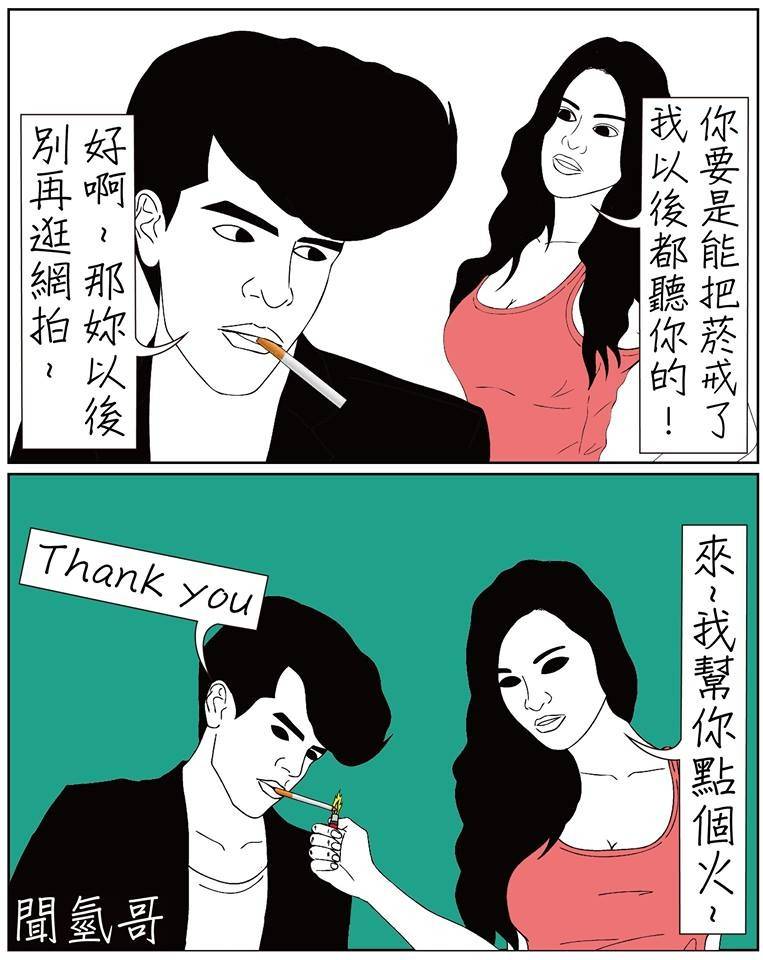 你要是能把菸戒了
我以後都聽你的！
好啊~那妳以後
別再逛網拍~
Thank you
來~我幫你點個火~
聞氫哥